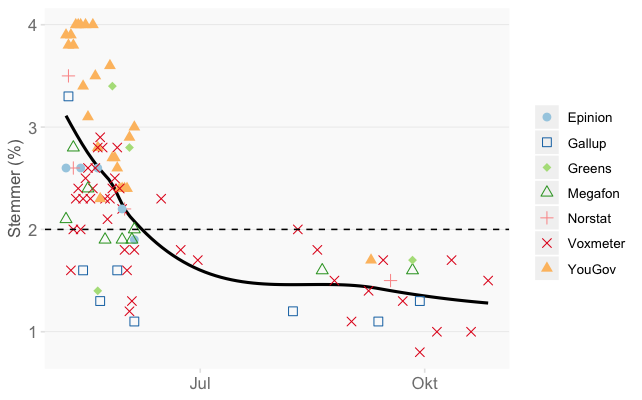 4
3
2
1
Stemmer (%)
Jul
Okt
Epinion
Gallup
Greens
Megafon
Norstat
Voxmeter
YouGov